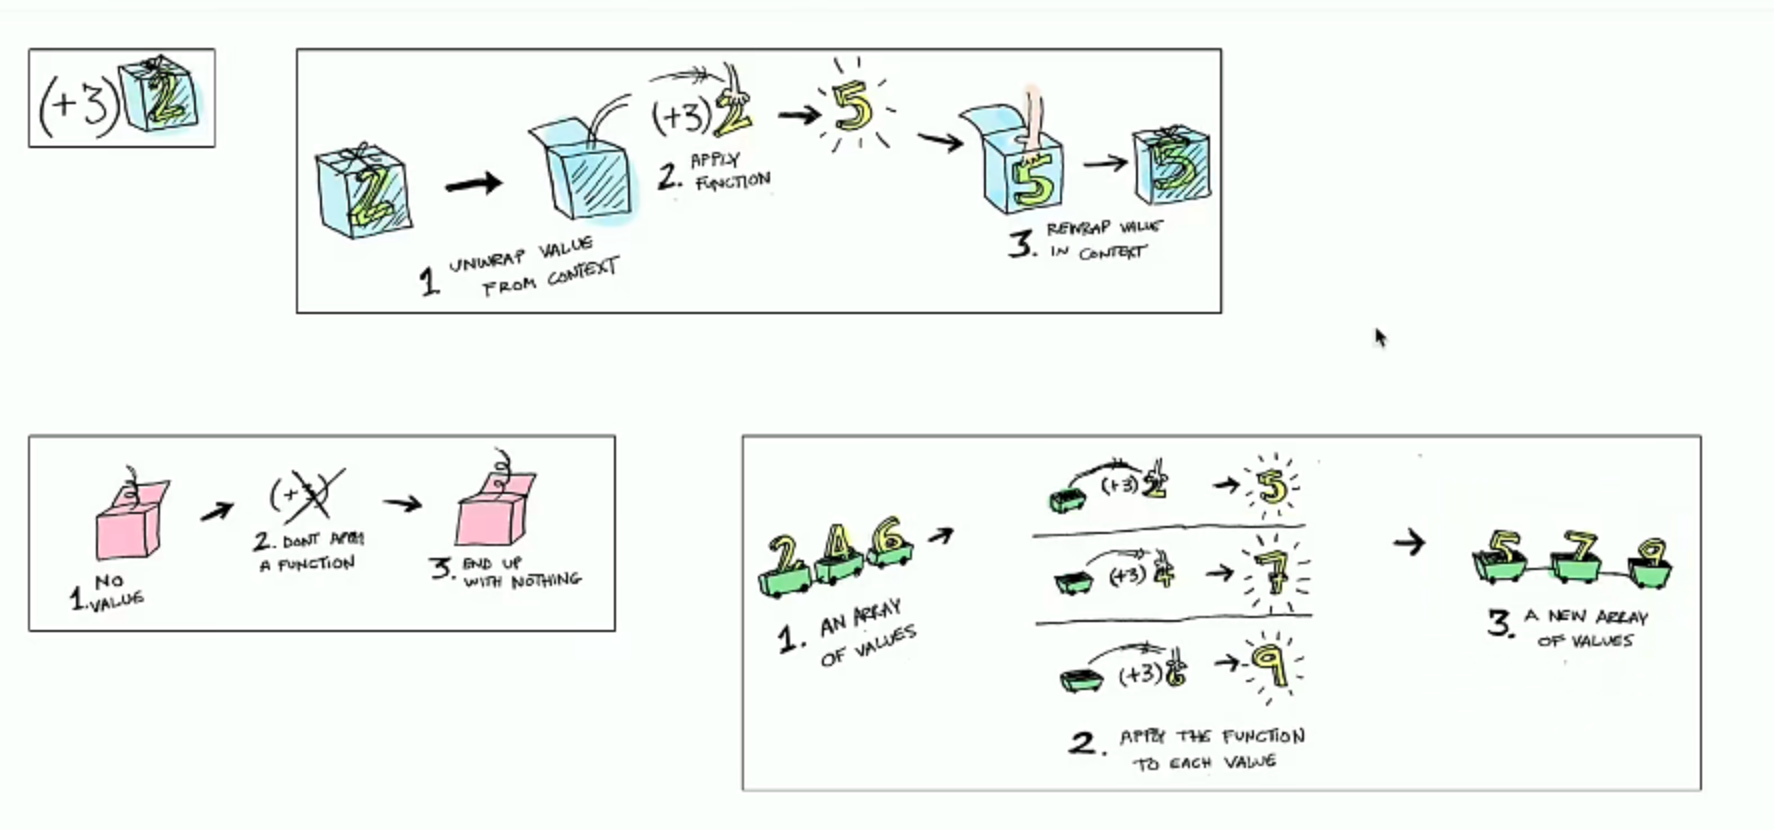 (+3) 2
2
1. UNWRAP VALUE
FROM CONTEXT
(+3) 2
2. APPLY
FUNCTION
5
5
3. REWRAP VALUE
IN CONTEXT
5
1. NO
VALUE
(+3)
2. DONT APPLY
A FUNCTION
3. END UP
WITH NOTHING
2 4 6
1. AN ARRAY
OF VALUES
(+3) 2 5
(+3) 4 7
(+3) 6 9
2. APPLY THE FUNCTION
TO EACH VALUE
5 7 9
3. A NEW ARRAY
OF VALUES